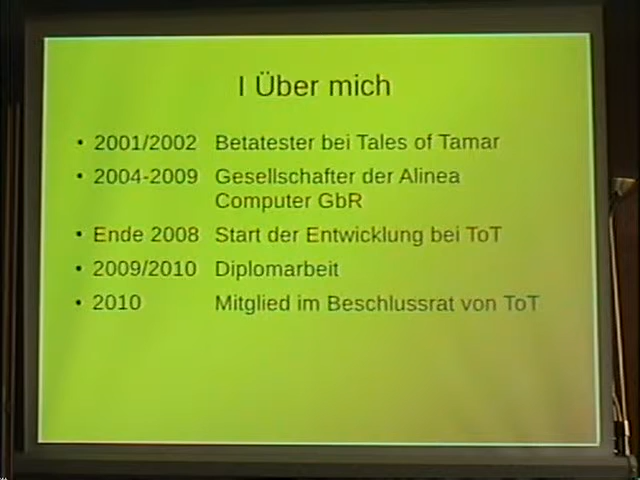 I Über mich
• 2001/2002 Betatester bei Tales of Tamar
• 2004-2009 Gesellschafter der Alinea
Computer GbR
• Ende 2008 Start der Entwicklung bei ToT
• 2009/2010 Diplomarbeit
• 2010 Mitglied im Beschlussrat von ToT